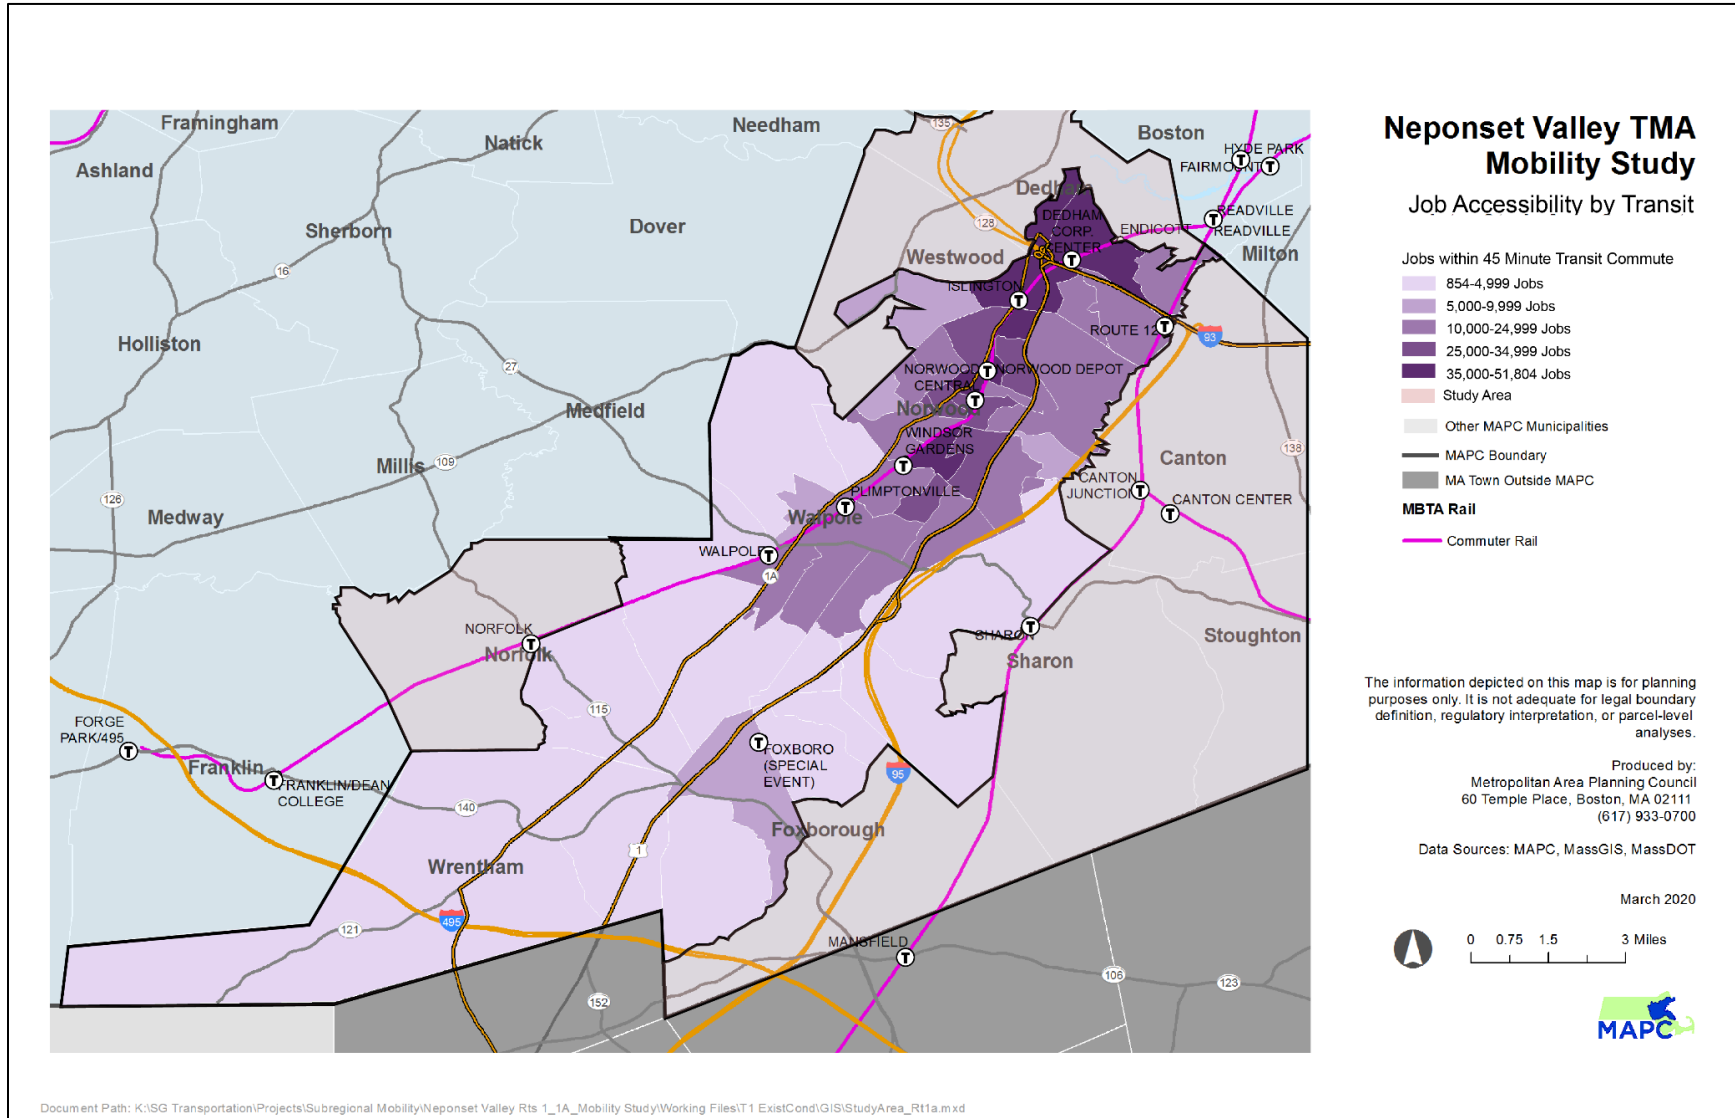 Neponset Valley TMA
Mobility Study
Job Accessibility by Transit
Jobs within 45 Minute Transit Commute
854-4,999 Jobs
5,000-9,999 Jobs
10,000-24,999 Jobs
25,000-34,999 Jobs
35,000-51,804 Jobs
Study Area
Other MAPC Municipalities
MAPC Boundary
MA Town Outside MAPC
MBTA Rail
Commuter Rail
The information depicted on this map is for planning
purposes only. It is not adequate for legal boundary
definition, regulatory interpretation, or parcel-level
analyses.
Produced by:
Metropolitan Area Planning Council
60 Temple Place, Boston, MA 02111
(617) 933-0700
Data Sources: MAPC, MassGIS, MassDOT
March 2020
0 0.75 1.5 3 Miles
MAPC
Framingham
Natick
Needham
Boston
Ashland
Sherborn
Dover
Dedham
Westwood
Milton
Holliston
Medfield
Millis
Medway
Norwood
Walpole
Canton
Norfolk
Sharon
Stoughton
Franklin
Foxborough
Wrentham
HYDE PARK
FAIRMOUNT
READVILLE
READVILLE
ENDICOTT
DEDHAM
CORP.
CENTER
ISLINGTON
ROUTE 12
NORWOOD
CENTRAL
NORWOOD DEPOT
WINDSOR
GARDENS
PLIMPTONVILLE
WALPOLE
CANTON
JUNCTION
CANTON CENTER
SHARON
NORFOLK
FORGE
PARK/495
FRANKLIN/DEAN
COLLEGE
FOXBORO
(SPECIAL
EVENT)
MANSFIELD
135
128
16
27
109
126
93
138
1A
115
95
140
1
495
121
152
106
123
Document Path: K:\SG Transportation\Projects\Subregional Mobility\Neponset Valley Rts 1_1A_Mobility Study\Working Files\T1 ExistCond\GIS\StudyArea_Rt1a.mxd